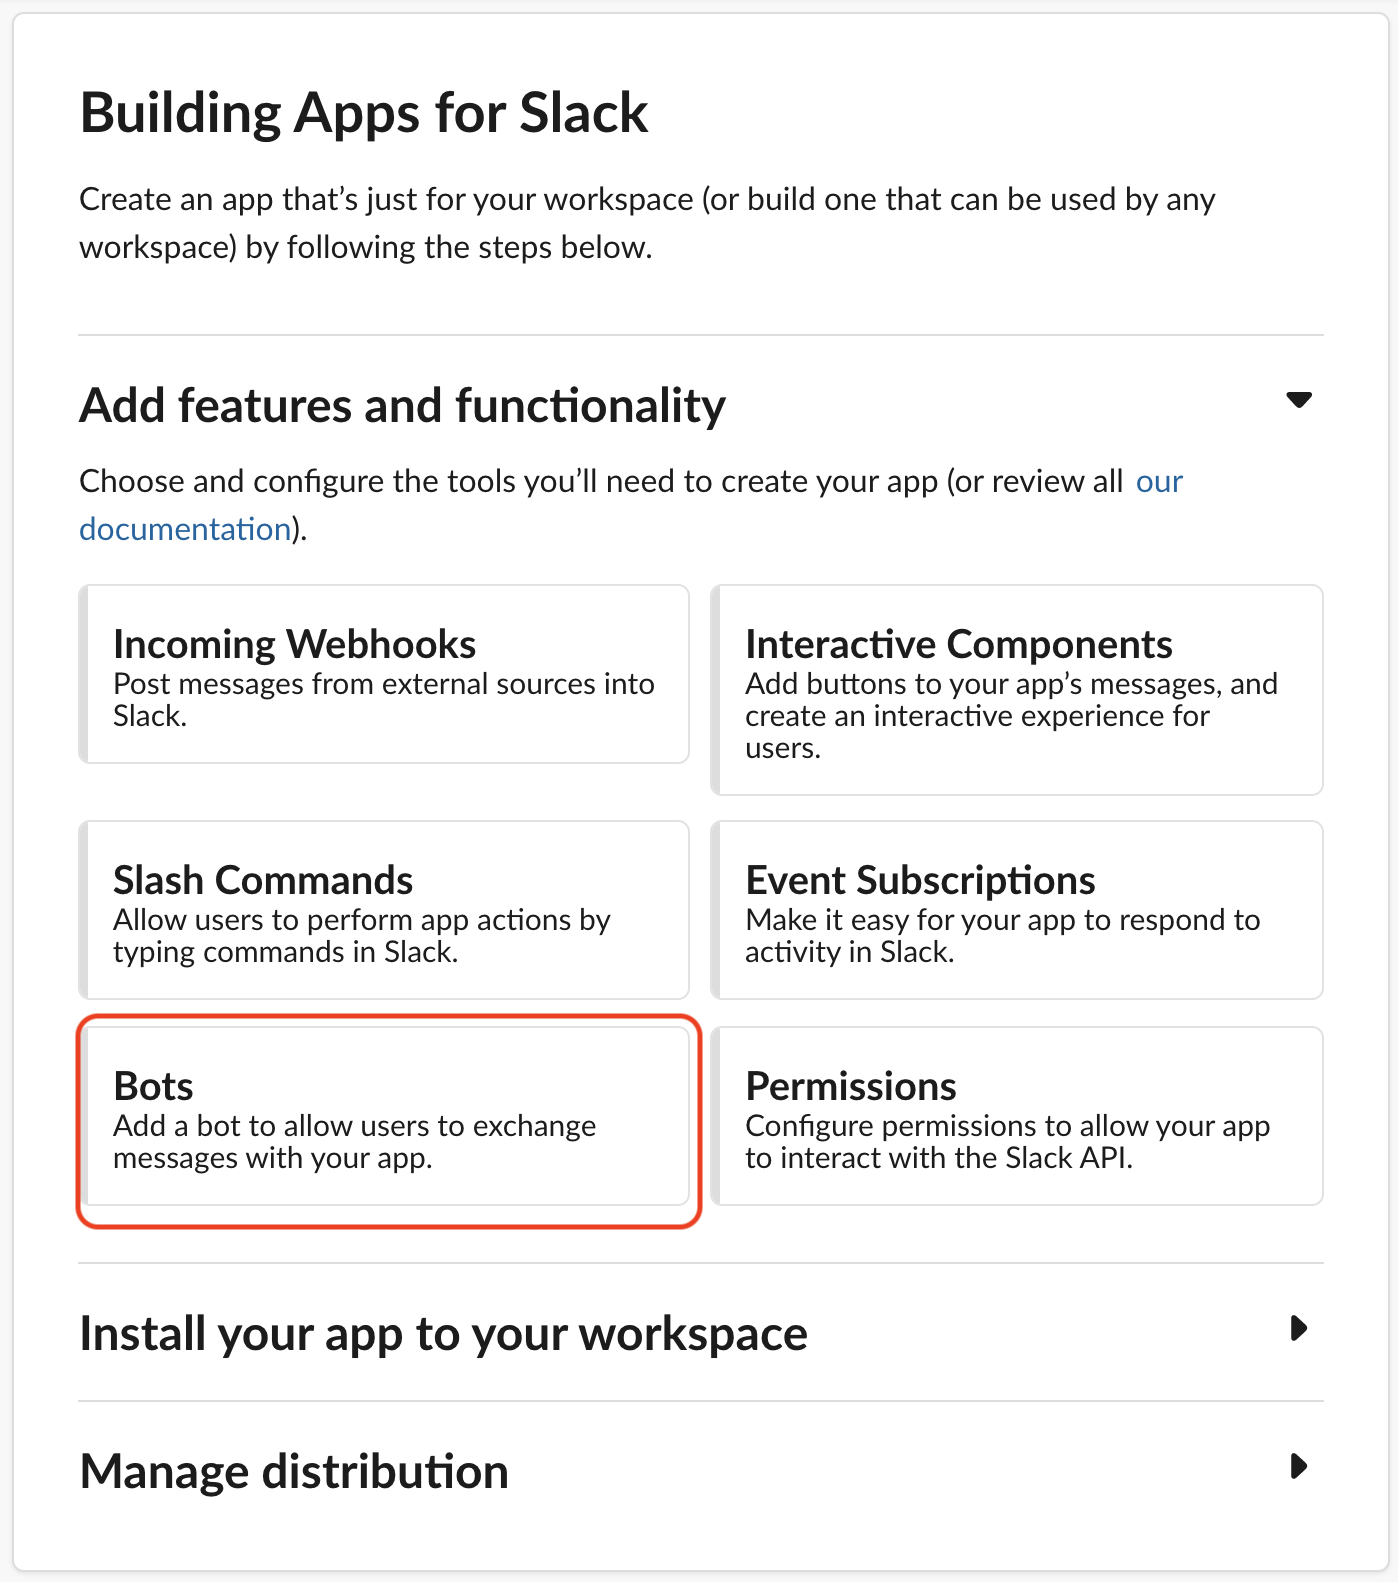 Building Apps for Slack
Create an app that’s just for your workspace (or build one that can be used by any
workspace) by following the steps below.
Add features and functionality
Choose and configure the tools you’ll need to create your app (or review all our
documentation).
Incoming Webhooks
Post messages from external sources into
Slack.
Interactive Components
Add buttons to your app’s messages, and
create an interactive experience for
users.
Slash Commands
Allow users to perform app actions by
typing commands in Slack.
Event Subscriptions
Make it easy for your app to respond to
activity in Slack.
Bots
Add a bot to allow users to exchange
messages with your app.
Permissions
Configure permissions to allow your app
to interact with the Slack API.
Install your app to your workspace
Manage distribution